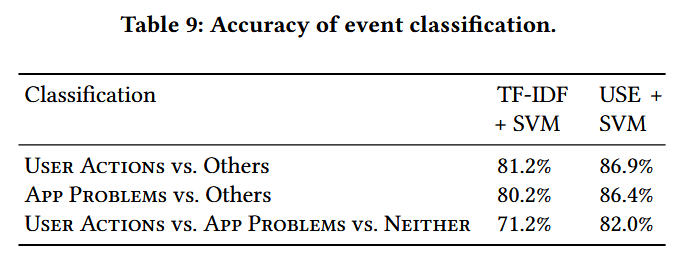 Table 9: Accuracy of event classification.
Classification TF-IDF USE +
+ SVM SVM
User Actions vs. Others 81.2% 86.9%
App Problems vs. Others 80.2% 86.4%
User Actions vs. App Problems vs. Neither 71.2% 82.0%